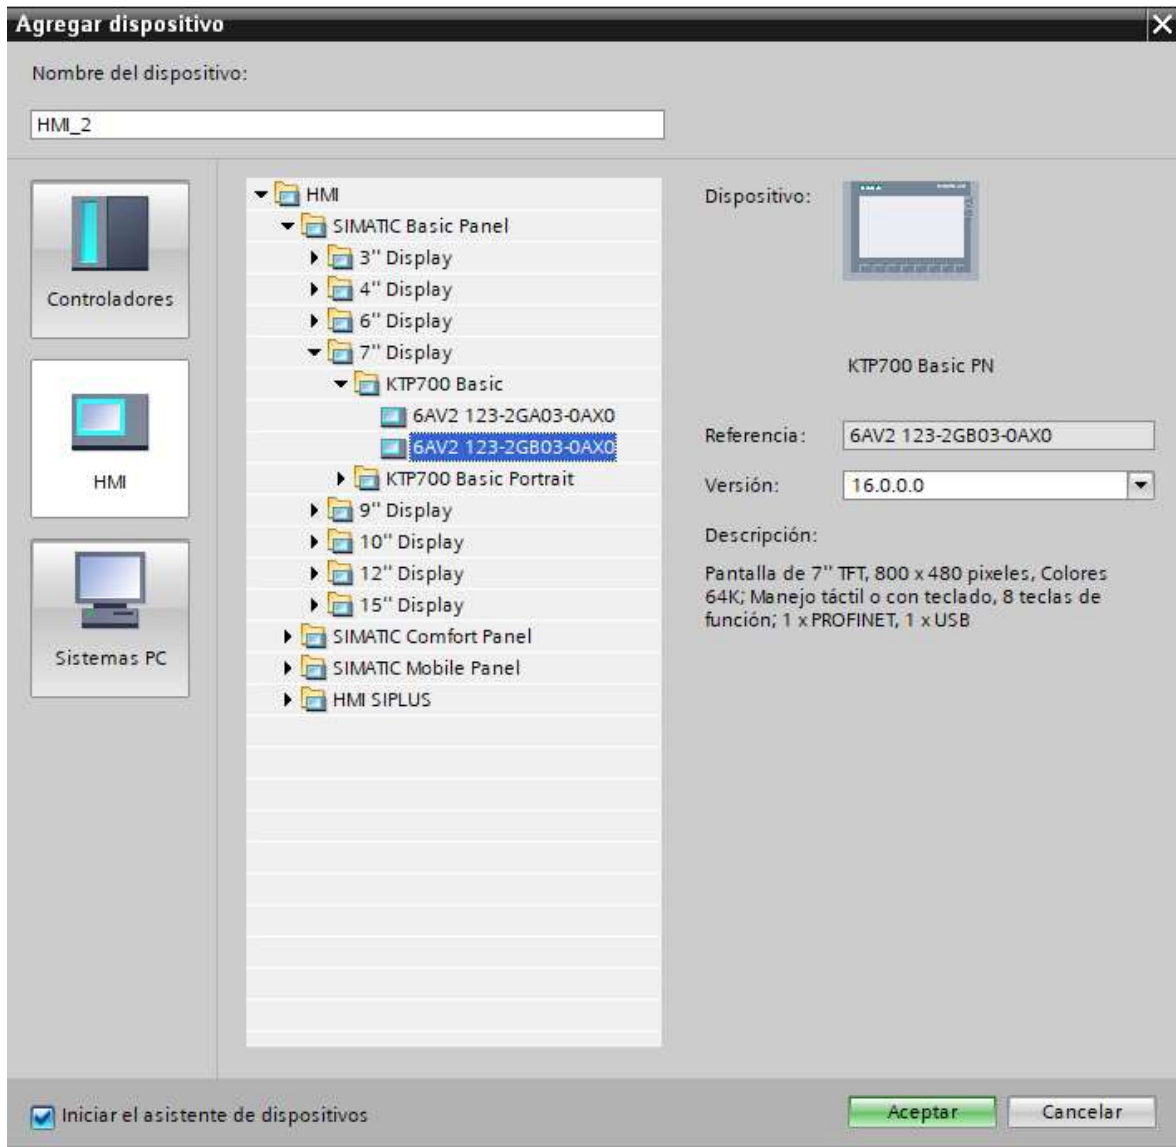 Agregar dispositivo
Nombre del dispositivo:
HMI_2
Controladores
HMI
Sistemas PC
HMI
SIMATIC Basic Panel
3'' Display
4'' Display
6'' Display
7'' Display
KTP700 Basic
6AV2 123-2GA03-0AX0
6AV2 123-2GB03-0AX0
KTP700 Basic Portrait
9'' Display
10'' Display
12'' Display
15'' Display
SIMATIC Comfort Panel
SIMATIC Mobile Panel
HMI SIPLUS
Dispositivo:
KTP700 Basic PN
Referencia:
6AV2 123-2GB03-0AX0
Versión:
16.0.0.0
Descripción:
Pantalla de 7'' TFT, 800 x 480 pixeles, Colores
64K; Manejo táctil o con teclado, 8 teclas de
función; 1 x PROFINET, 1 x USB
Iniciar el asistente de dispositivos
Aceptar
Cancelar